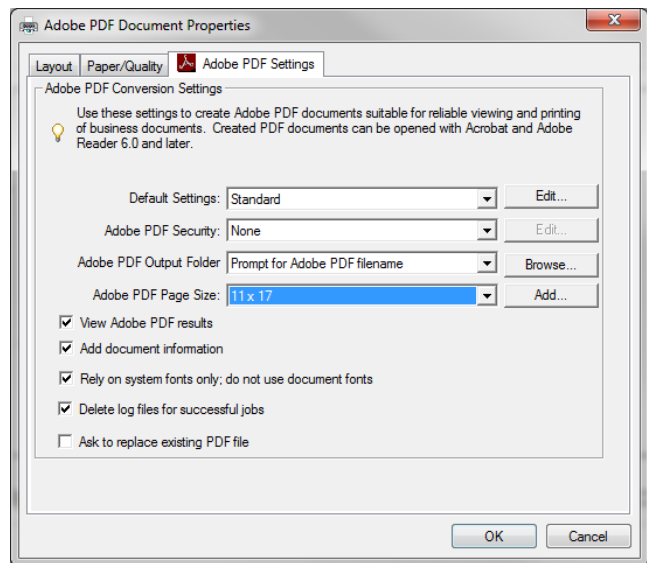 Adobe PDF Document Properties
Layout Paper/Quality Adobe PDF Settings
Adobe PDF Conversion Settings
Use these settings to create Adobe PDF documents suitable for reliable viewing and printing
of business documents. Created PDF documents can be opened with Acrobat and Adobe
Reader 6.0 and later.
Default Settings: Standard Edit...
Adobe PDF Security: None Edit...
Adobe PDF Output Folder Prompt for Adobe PDF filename Browse...
Adobe PDF Page Size: 11 x 17 Add...
View Adobe PDF results
Add document information
Rely on system fonts only; do not use document fonts
Delete log files for successful jobs
Ask to replace existing PDF file
OK Cancel